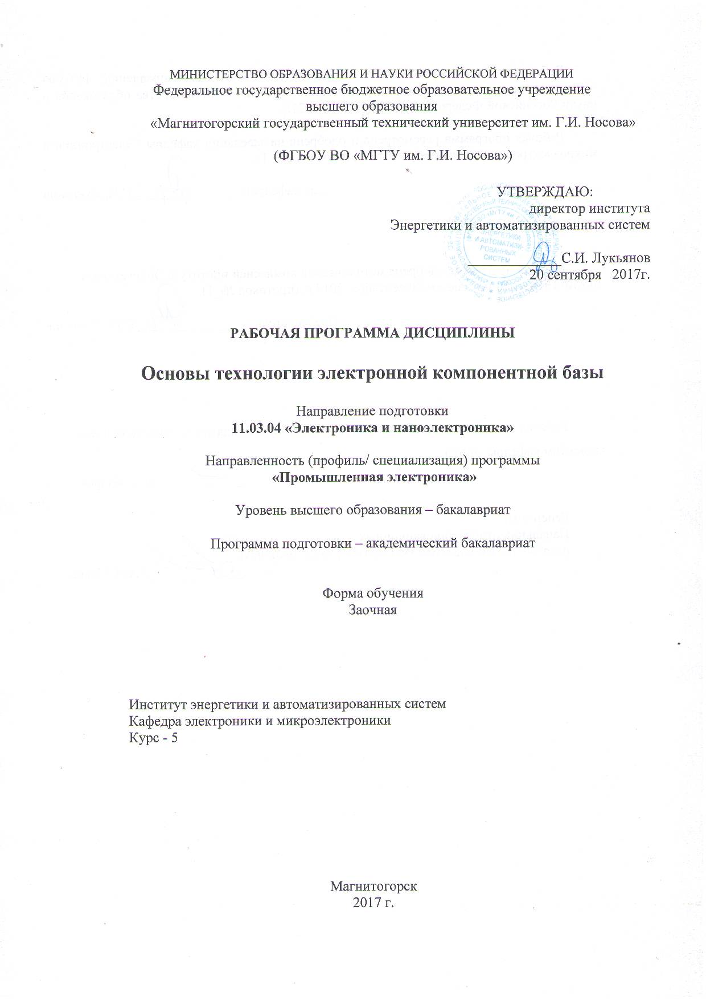 МИНИСТЕРСТВО ОБРАЗОВАНИЯ И НАУКИ РОССИЙСКОЙ ФЕДЕРАЦИИ
Федеральное государственное бюджетное образовательное учреждение
высшего образования
«Магнитогорский государственный технический университет им. Г.И. Носова»
(ФГБОУ ВО «МГТУ им. Г.И. Носова»)
УТВЕРЖДАЮ:
директор института
Энергетики и автоматизированных систем
ЭНЕРГЕТИКИ
И АВТОМАТИЗИ-
РОВАННЫХ
СИСТЕМ
С.И. Лукьянов
20 сентября 2017г.
РАБОЧАЯ ПРОГРАММА ДИСЦИПЛИНЫ
Основы технологии электронной компонентной базы
Направление подготовки
11.03.04 «Электроника и наноэлектроника»
Направленность (профиль/ специализация) программы
«Промышленная электроника»
Уровень высшего образования – бакалавриат
Программа подготовки – академический бакалавриат
Форма обучения
Заочная
Институт энергетики и автоматизированных систем
Кафедра электроники и микроэлектроники
Курс - 5
Магнитогорск
2017 г.